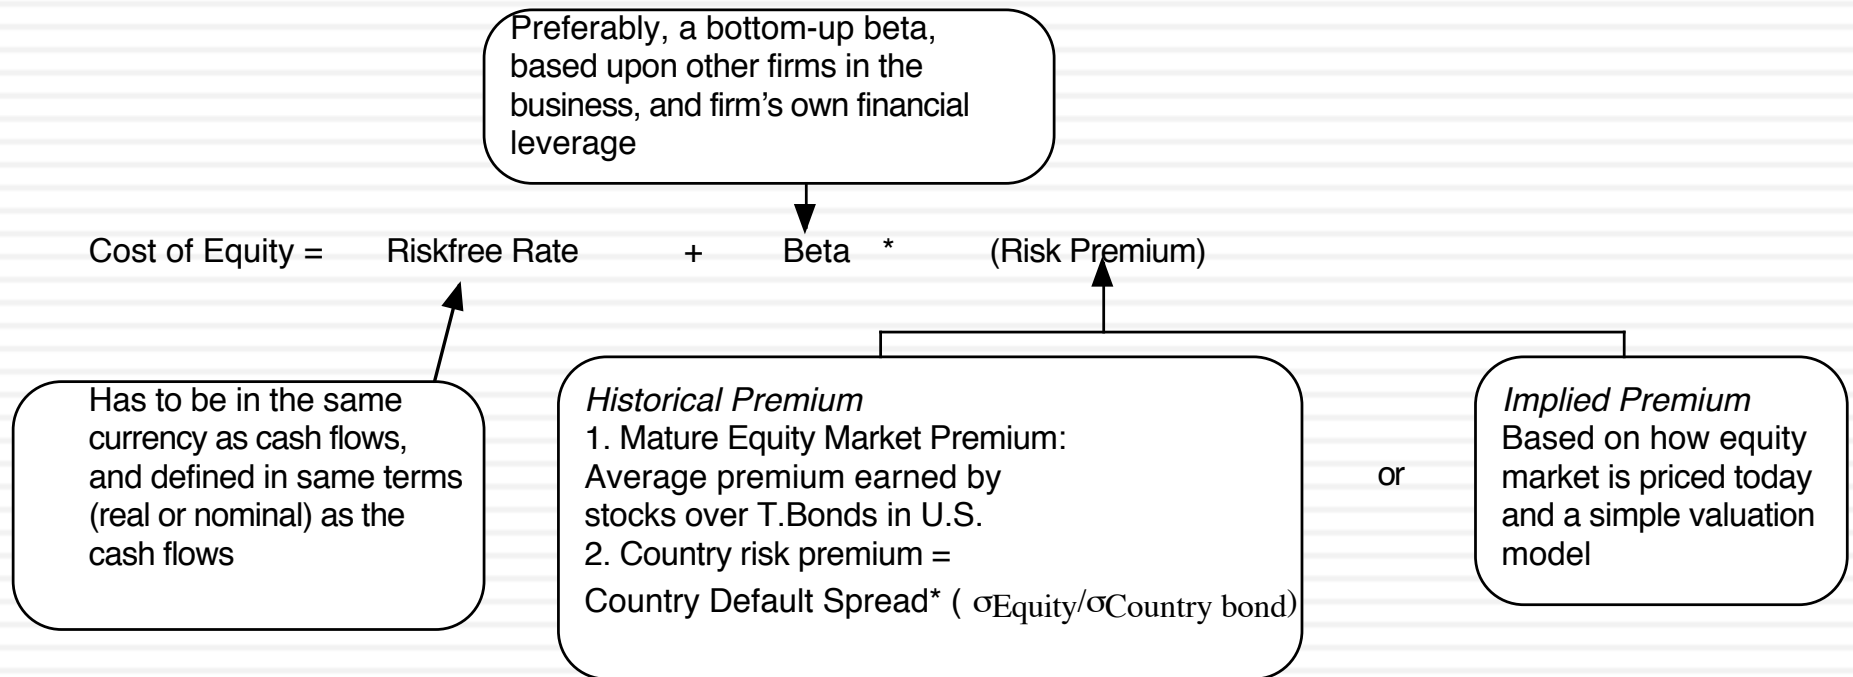 Preferably, a bottom-up beta,
based upon other firms in the
business, and firm's own financial
leverage
Cost of Equity = Riskfree Rate + Beta * (Risk Premium)
Has to be in the same
currency as cash flows,
and defined in same terms
(real or nominal) as the
cash flows
Historical Premium
1. Mature Equity Market Premium:
Average premium earned by
stocks over T.Bonds in U.S.
2. Country risk premium =
Country Default Spread* ( σEquity/σCountry bond)
or
Implied Premium
Based on how equity
market is priced today
and a simple valuation
model